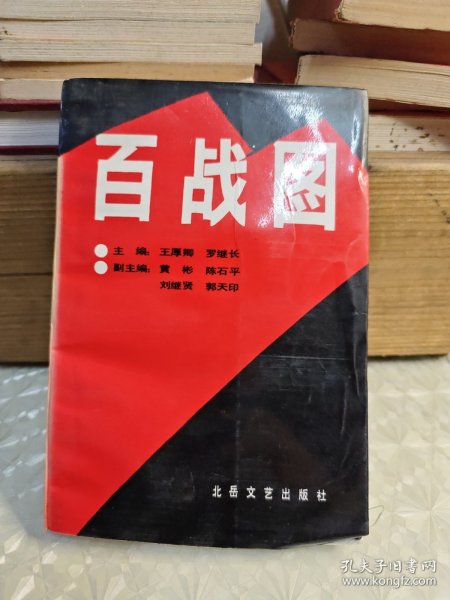 百战图
主 编：王厚卿 罗继长
副主编：黄 彬 陈石平
刘继贤 郭天印
北岳文艺出版社
孔夫子旧书网
www.kongfz.com